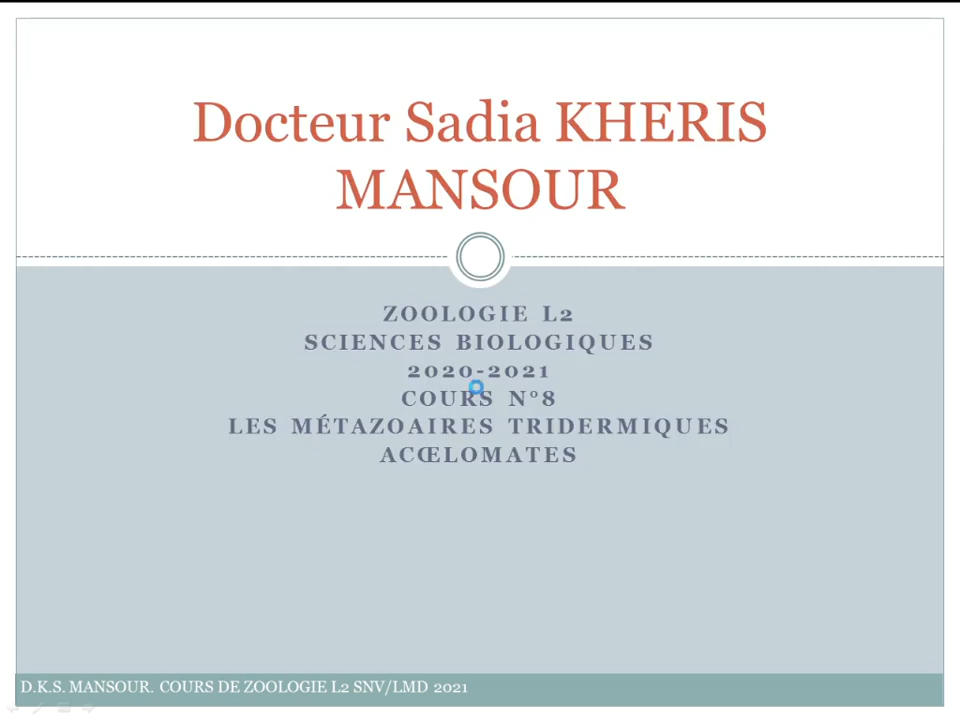 Docteur Sadia KHERIS
MANSOUR
ZOOLOGIE L2
SCIENCES BIOLOGIQUES
2020-2021
COURS N°8
LES MÉTAZOAIRES TRIDERMIQUES
ACŒLOMATES
D.K.S. MANSOUR. COURS DE ZOOLOGIE L2 SNV/LMD 2021